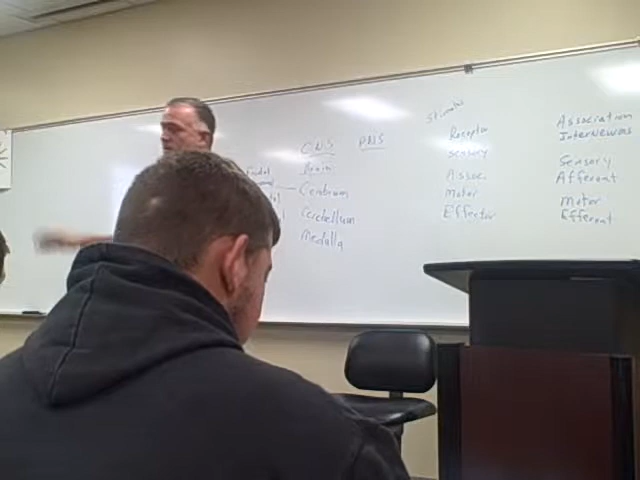 CNS PNS
Brain
Cerebrum
Cerebellum
Medulla
Stimulus
Receptor
Sensory
Assoc.
Motor
Effector
Association
Interneurons
Sensory
Afferent
Motor
Efferent